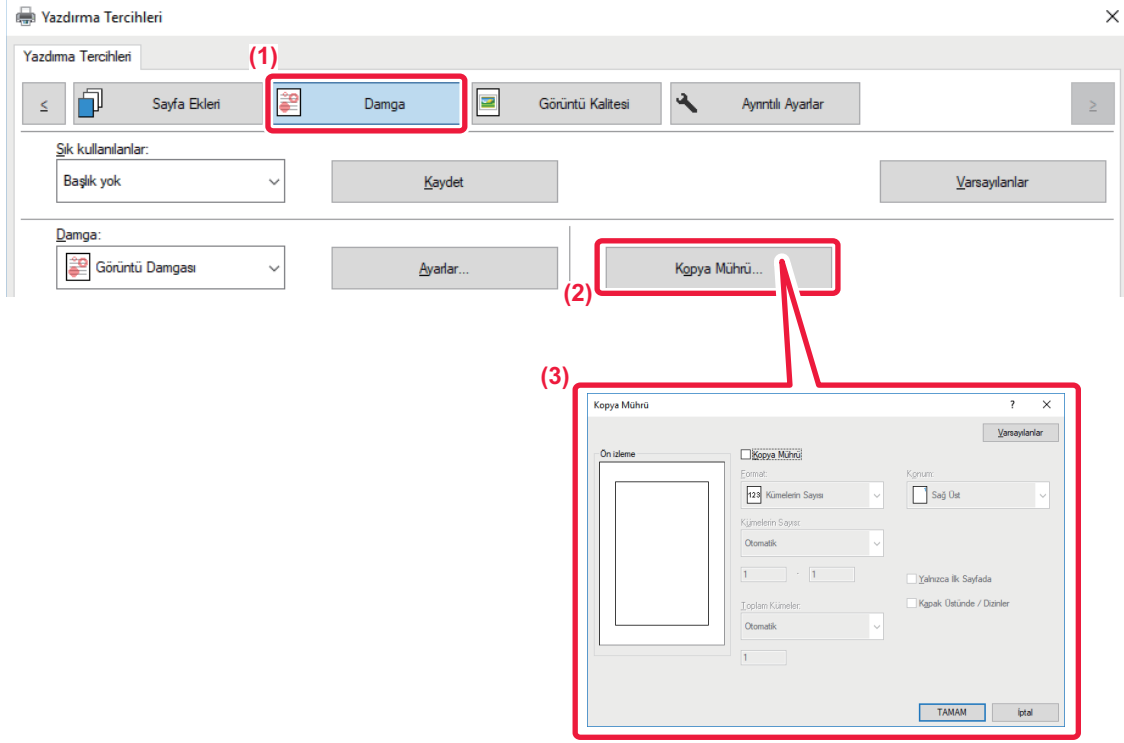 Yazdırma Tercihleri
Yazdırma Tercihleri
(1)
< Sayfa Ekleri Damga Görüntü Kalitesi Ayrıntılı Ayarlar >
Sık kullanılanlar:
Başlık yok Kaydet Varsayılanlar
Damga:
Görüntü Damgası Ayarlar... Kopya Mührü...
(2)
(3)
Kopya Mührü ? X
Varsayılanlar
Ön izleme Kopya Mührü
Format: Konum:
123 Kümelerin Sayısı Sağ Üst
Kümelerin Sayısı:
Otomatik
1 - 1 Yalnızca İlk Sayfada
Toplam Kümeler: Kapak Üstünde / Dizinler
Otomatik
1
TAMAM İptal